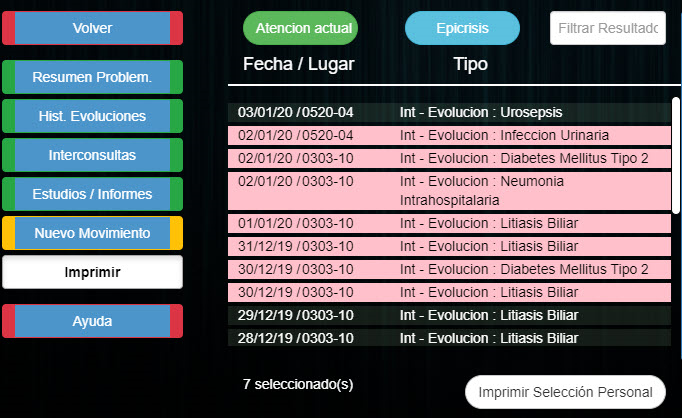 Volver
Atencion actual
Epicrisis
Filtrar Resultado
Resumen Problem.
Hist. Evoluciones
Interconsultas
Estudios / Informes
Nuevo Movimiento
Imprimir
Ayuda
Fecha / Lugar Tipo
03/01/20 /0520-04 Int - Evolucion : Urosepsis
02/01/20 /0520-04 Int - Evolucion : Infeccion Urinaria
02/01/20 /0303-10 Int - Evolucion : Diabetes Mellitus Tipo 2
02/01/20 /0303-10 Int - Evolucion : Neumonia
Intrahospitalaria
01/01/20 /0303-10 Int - Evolucion : Litiasis Biliar
31/12/19 /0303-10 Int - Evolucion : Litiasis Biliar
30/12/19 /0303-10 Int - Evolucion : Diabetes Mellitus Tipo 2
30/12/19 /0303-10 Int - Evolucion : Litiasis Biliar
29/12/19 /0303-10 Int - Evolucion : Litiasis Biliar
28/12/19 /0303-10 Int - Evolucion : Litiasis Biliar
7 seleccionado(s)
Imprimir Selección Personal